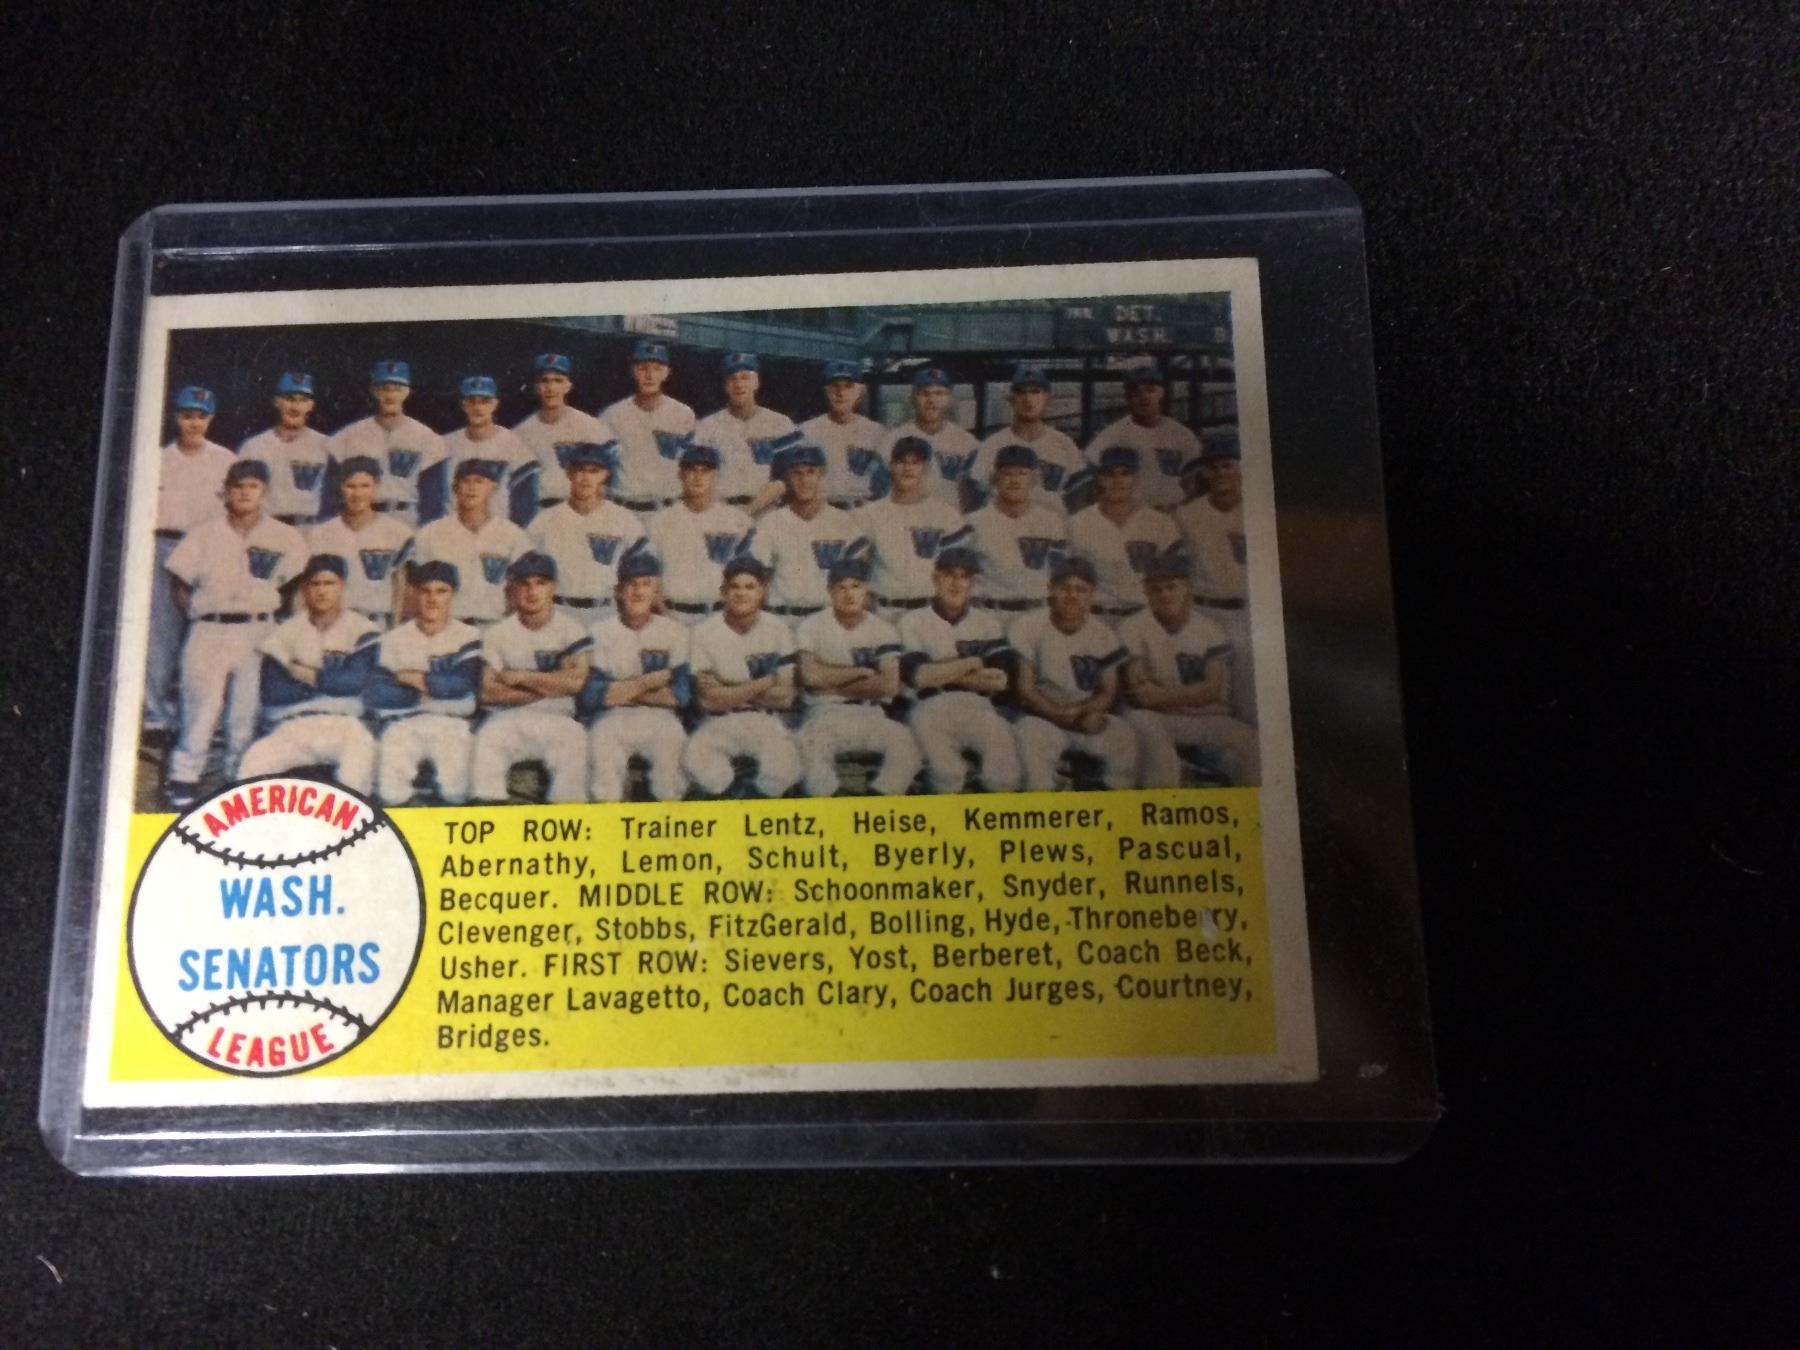 DET.
WASH. B
AMERICAN
WASH.
SENATORS
LEAGUE
TOP ROW: Trainer Lentz, Heise, Kemmerer, Ramos,
Abernathy, Lemon, Schult, Byerly, Plews, Pascual,
Becquer. MIDDLE ROW: Schoonmaker, Snyder, Runnels,
Clevenger, Stobbs, FitzGerald, Bolling, Hyde, Throneberry,
Usher. FIRST ROW: Sievers, Yost, Berberet, Coach Beck,
Manager Lavagetto, Coach Clary, Coach Jurges, Courtney,
Bridges.